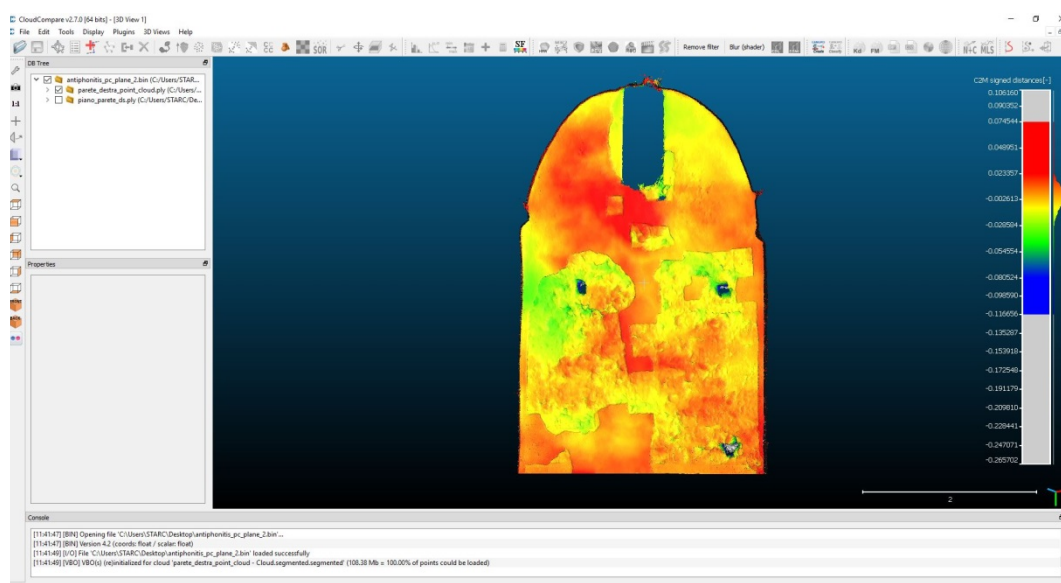 CloudCompare v2.7.0 [64 bits] - [3D View 1]
File Edit Tools Display Plugins 3D Views Help
SOR SF Remove filter Blur (shader) Kd FM N+C MLS
DB Tree
antiphonitis_pc_plane_2.bin (C:/Users/STAR...
parete_destra_point_cloud.ply (C:/Users/...
piano_parete_ds.ply (C:/Users/STARC/De...
1:1
Properties
C2M signed distances[-]
0.106160
0.090352
0.074544
0.048951
0.023357
-0.002613
-0.028584
-0.054554
-0.080524
-0.098590
-0.116656
-0.135287
-0.153918
-0.172548
-0.191179
-0.209810
-0.228441
-0.247071
-0.265702
2
Console
[11:41:47] [BIN] Opening file 'C:\Users\STARC\Desktop\antiphonitis_pc_plane_2.bin'...
[11:41:47] [BIN] Version 4.2 (coords: float / scalar: float)
[11:41:49] [I/O] File 'C:\Users\STARC\Desktop\antiphonitis_pc_plane_2.bin' loaded successfully
[11:41:49] [VBO] VBO(s) (re)initialized for cloud 'parete_destra_point_cloud - Cloud.segmented.segmented' (108.38 Mb = 100.00% of points could be loaded)